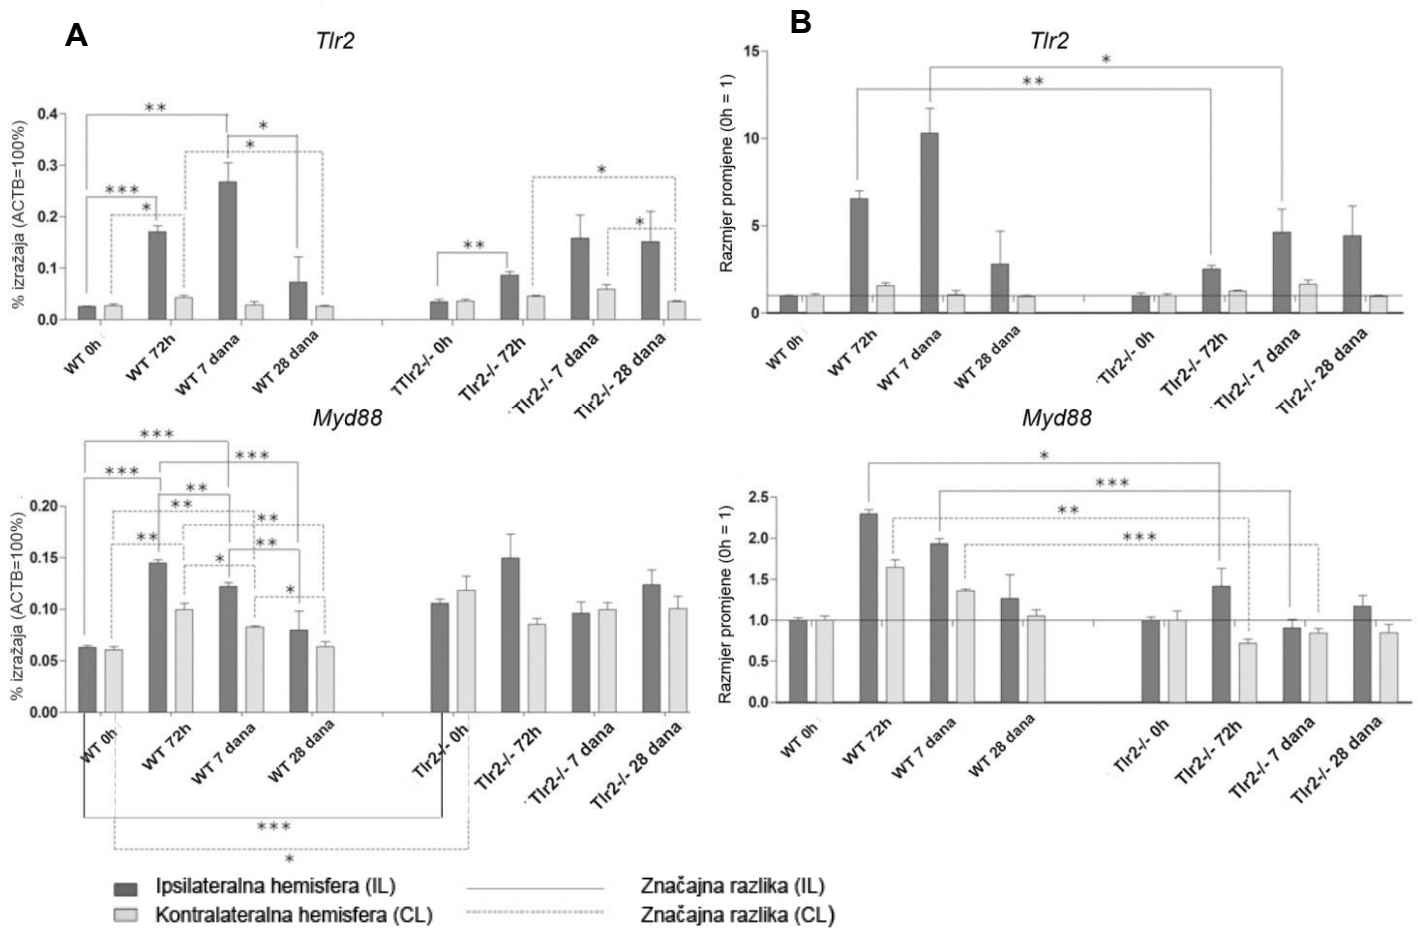 A
Tlr2
% izražaja (ACTB=100%)
0.4
0.3
0.2
0.1
0.0
**
*
*
***
*
**
*
*
WT 0h
WT 72h
WT 7 dana
WT 28 dana
Tlr2-/- 0h
Tlr2-/- 72h
Tlr2-/- 7 dana
Tlr2-/- 28 dana
B
Tlr2
Razmjer promjene (0h = 1)
15
10
5
0
*
**
WT 0h
WT 72h
WT 7 dana
WT 28 dana
Tlr2-/- 0h
Tlr2-/- 72h
Tlr2-/- 7 dana
Tlr2-/- 28 dana
Myd88
% izražaja (ACTB=100%)
0.20
0.15
0.10
0.05
0.00
***
***
***
**
**
**
**
**
*
*
WT 0h
WT 72h
WT 7 dana
WT 28 dana
Tlr2-/- 0h
Tlr2-/- 72h
Tlr2-/- 7 dana
Tlr2-/- 28 dana
***
*
Myd88
Razmjer promjene (0h = 1)
2.5
2.0
1.5
1.0
0.5
0.0
*
***
**
***
WT 0h
WT 72h
WT 7 dana
WT 28 dana
Tlr2-/- 0h
Tlr2-/- 72h
Tlr2-/- 7 dana
Tlr2-/- 28 dana
Ipsilateralna hemisfera (IL)
Značajna razlika (IL)
Kontralateralna hemisfera (CL)
Značajna razlika (CL)